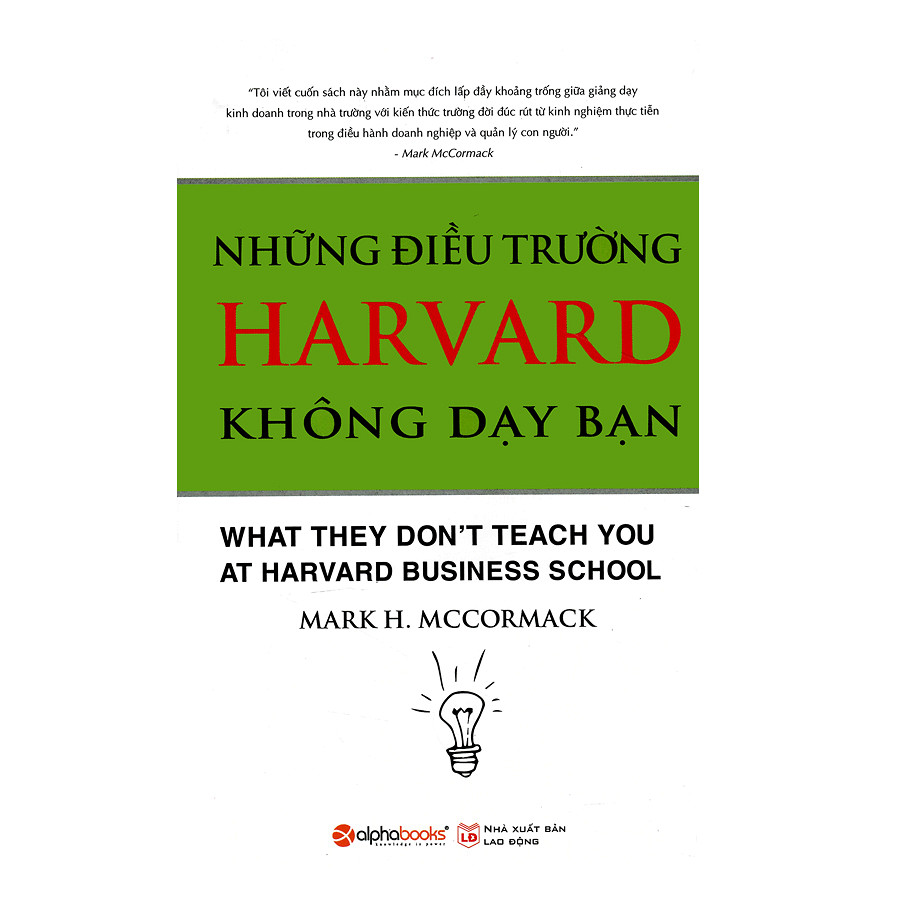 “Tôi viết cuốn sách này nhằm mục đích lấp đầy khoảng trống giữa giảng dạy
kinh doanh trong nhà trường với kiến thức trường đời đúc rút từ kinh nghiệm thực tiễn
trong điều hành doanh nghiệp và quản lý con người.”
- Mark McCormack
NHỮNG ĐIỀU TRƯỜNG
HARVARD
KHÔNG DẠY BẠN
WHAT THEY DON’T TEACH YOU
AT HARVARD BUSINESS SCHOOL
MARK H. MCCORMACK
alphabooks®
knowledge is power
LĐ
NHÀ XUẤT BẢN
LAO ĐỘNG